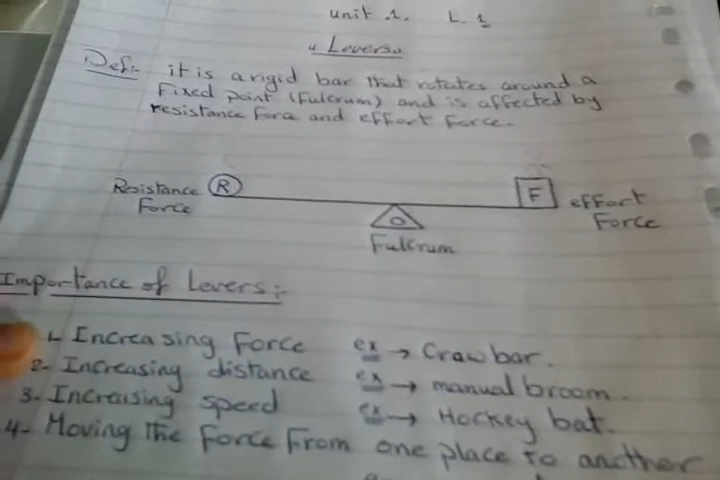 unit .1. L. 1
" Levers "
Def:- it is a rigid bar that rotates around a
Fixed point (Fulcrum) and is affected by
resistance Force and effort Force.
Resistance Force
R
F
effort Force
O
Fulcrum
Importance of Levers:-
1- Increasing Force ex → Crowbar.
2- Increasing distance ex → manual broom.
3- Increasing speed ex → Hockey bat.
4- Moving the Force From one place to another